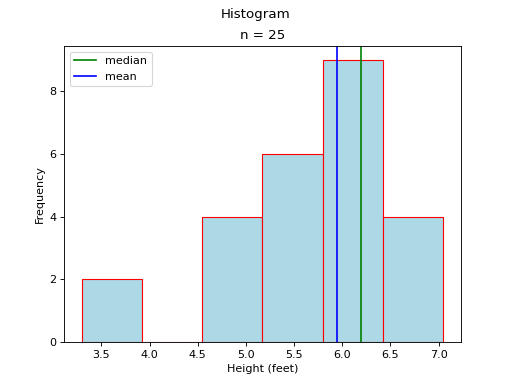 Histogram
n = 25
median
mean
Frequency
8
6
4
2
0
3.5 4.0 4.5 5.0 5.5 6.0 6.5 7.0
Height (feet)